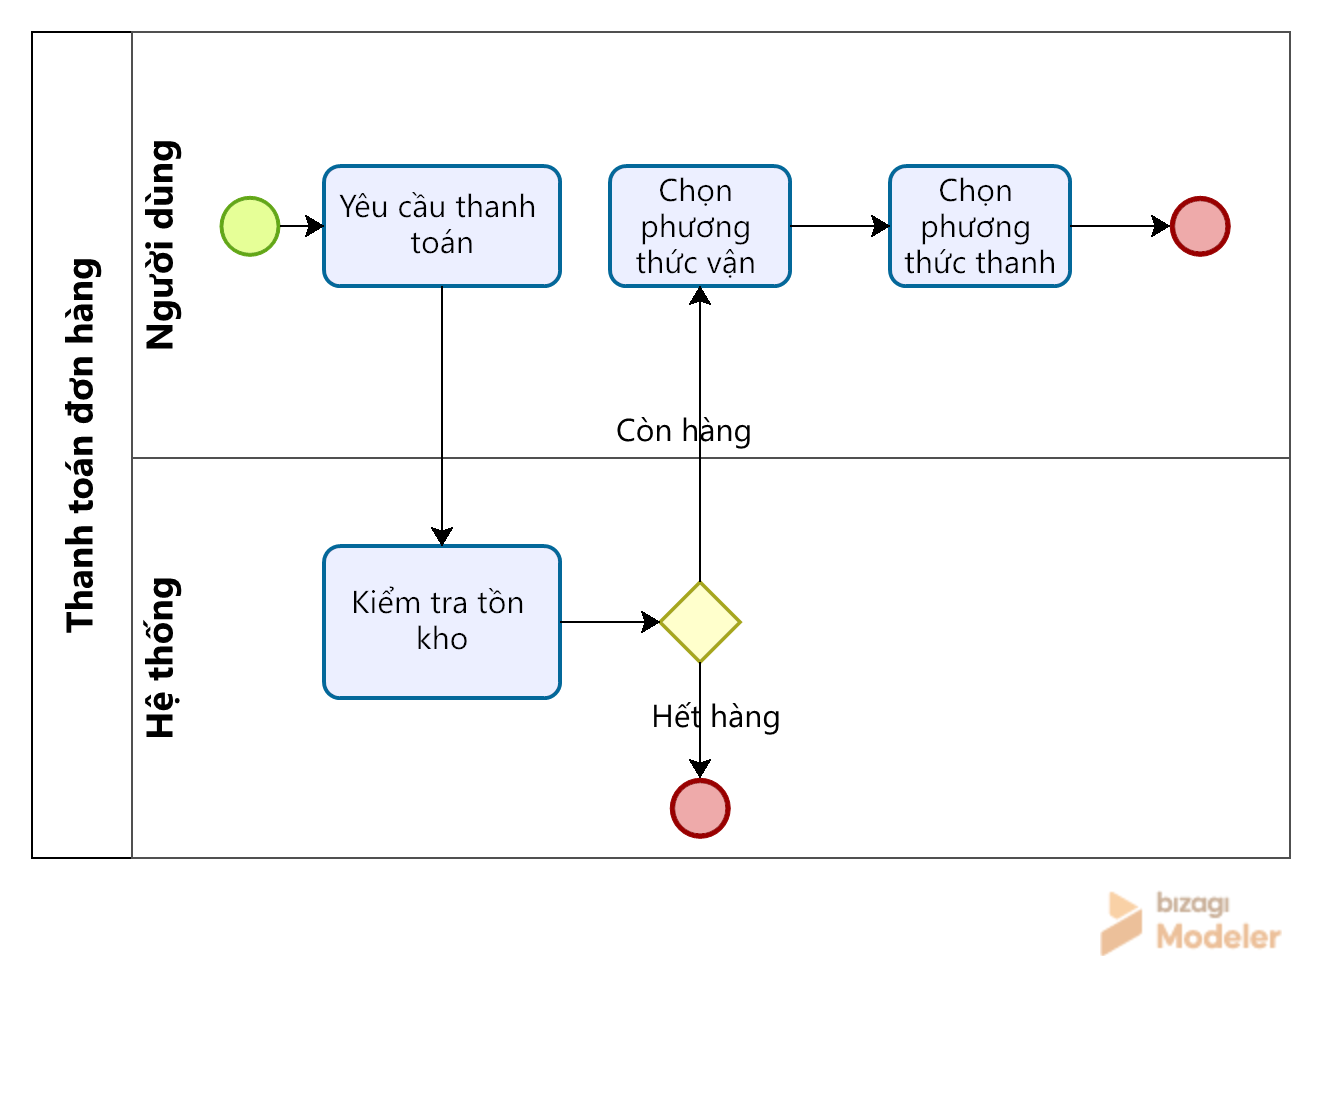 Thanh toán đơn hàng
Người dùng
Yêu cầu thanh
toán
Chọn
phương
thức vận
Chọn
phương
thức thanh
Còn hàng
Hệ thống
Kiểm tra tồn
kho
Hết hàng
bizagi
Modeler